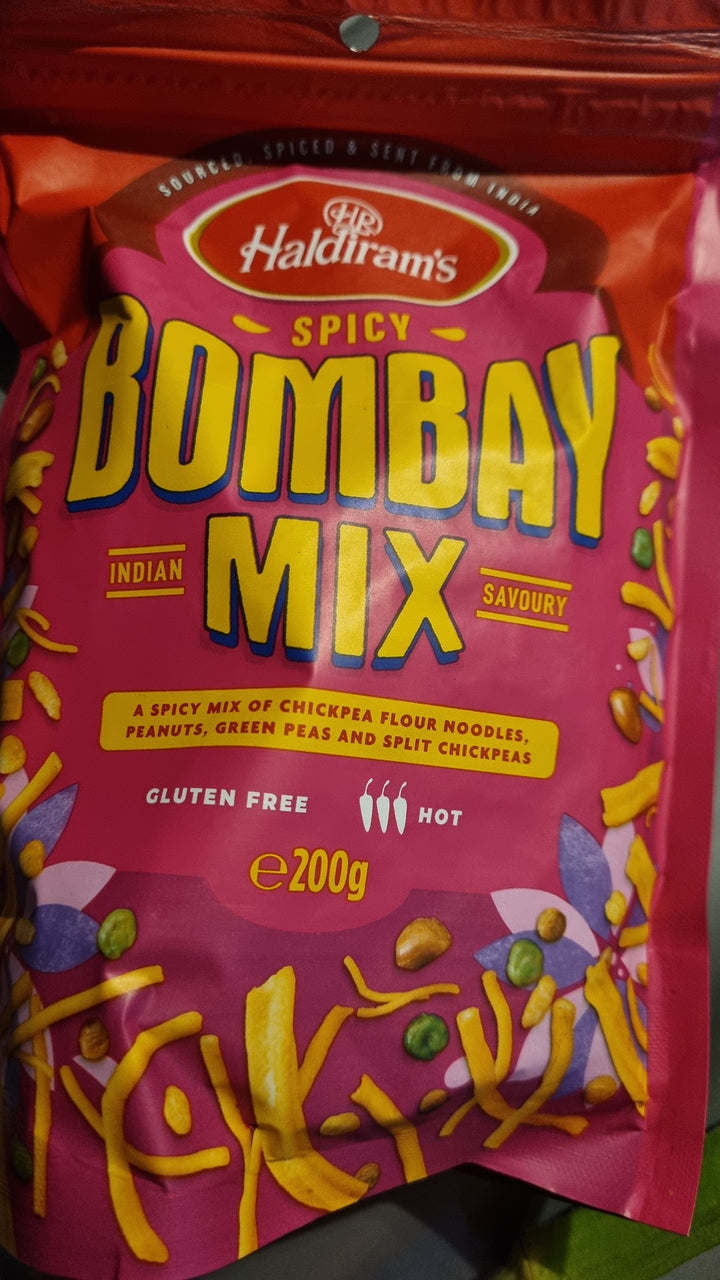 SOURCED, SPICED & SENT FROM INDIA
HR
Haldiram's
SPICY
BOMBAY
MIX
INDIAN
SAVOURY
A SPICY MIX OF CHICKPEA FLOUR NOODLES,
PEANUTS, GREEN PEAS AND SPLIT CHICKPEAS
GLUTEN FREE
HOT
℮200g